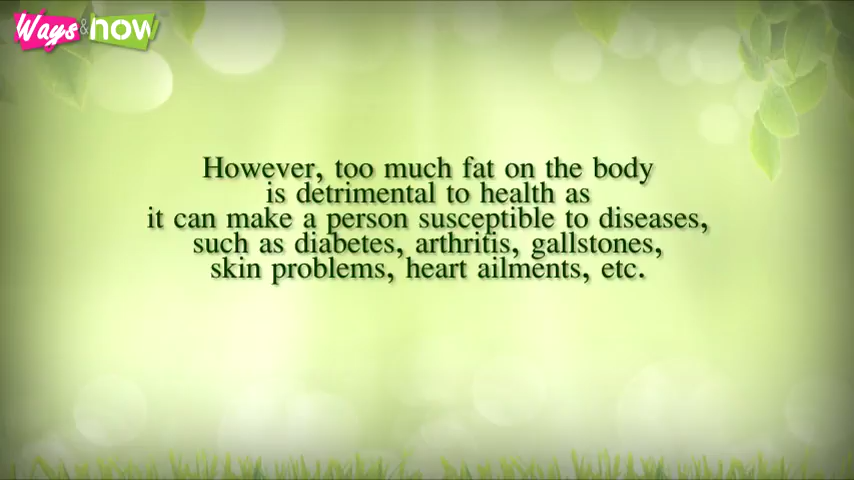 Ways & how
However, too much fat on the body
is detrimental to health as
it can make a person susceptible to diseases,
such as diabetes, arthritis, gallstones,
skin problems, heart ailments, etc.